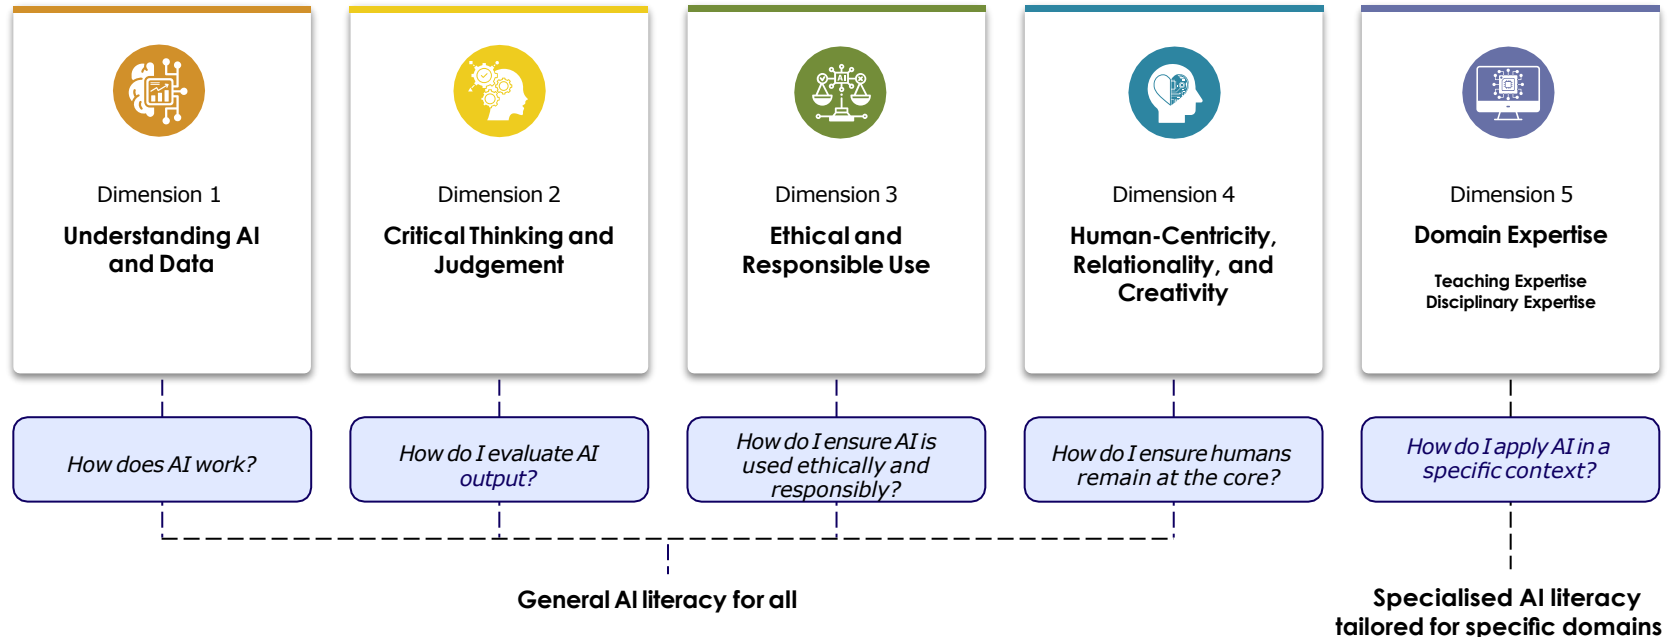 Dimension 1
Understanding AI
and Data
Dimension 2
Critical Thinking and
Judgement
Dimension 3
Ethical and
Responsible Use
Dimension 4
Human-Centricity,
Relationality, and
Creativity
Dimension 5
Domain Expertise
Teaching Expertise
Disciplinary Expertise
How does AI work?
How do I evaluate AI
output?
How do I ensure AI is
used ethically and
responsibly?
How do I ensure humans
remain at the core?
How do I apply AI in a
specific context?
General AI literacy for all
Specialised AI literacy
tailored for specific domains
AI